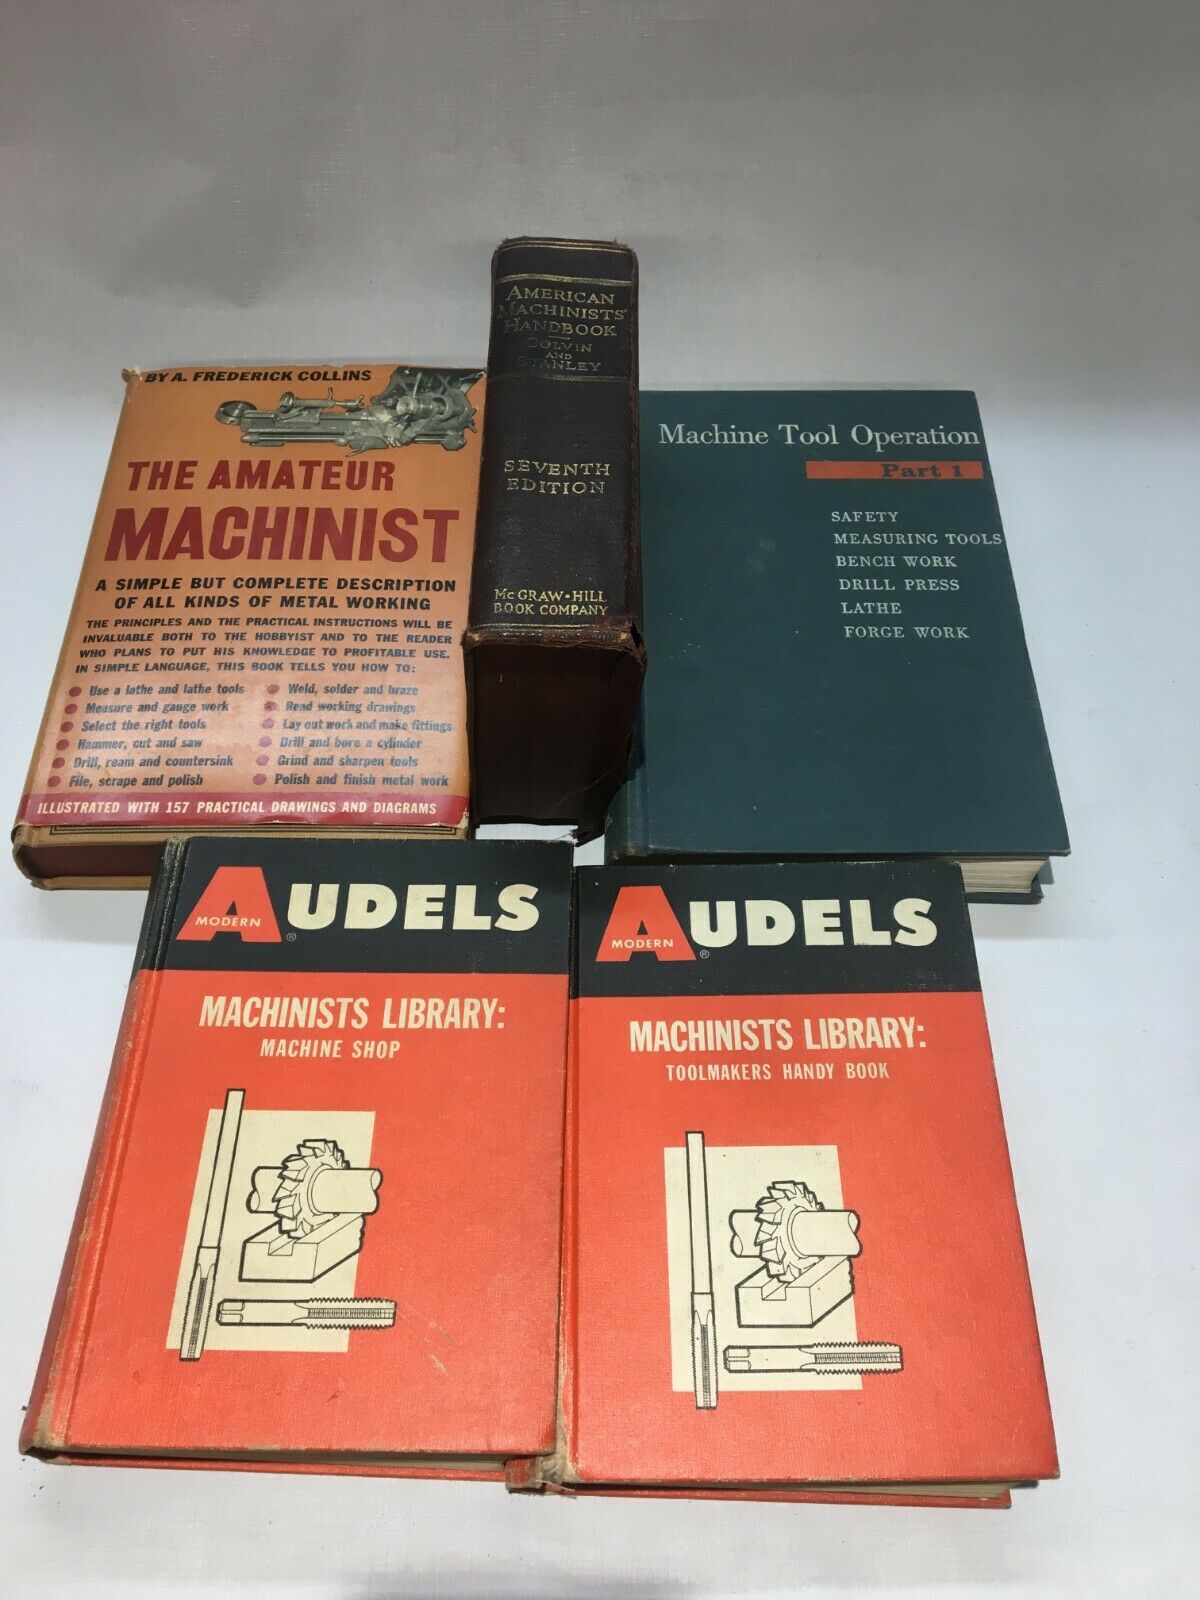 BY A. FREDERICK COLLINS
THE AMATEUR
MACHINIST
A SIMPLE BUT COMPLETE DESCRIPTION
OF ALL KINDS OF METAL WORKING
THE PRINCIPLES AND THE PRACTICAL INSTRUCTIONS WILL BE
INVALUABLE BOTH TO THE HOBBYIST AND TO THE READER
WHO PLANS TO PUT HIS KNOWLEDGE TO PROFITABLE USE.
IN SIMPLE LANGUAGE, THIS BOOK TELLS YOU HOW TO:
Use a lathe and lathe tools
Measure and gauge work
Select the right tools
Hammer, cut and saw
Drill, ream and countersink
File, scrape and polish
Weld, solder and braze
Read working drawings
Lay out work and make fittings
Drill and bore a cylinder
Grind and sharpen tools
Polish and finish metal work
ILLUSTRATED WITH 157 PRACTICAL DRAWINGS AND DIAGRAMS
AMERICAN
MACHINISTS'
HANDBOOK
COLVIN
AND
STANLEY
SEVENTH
EDITION
MCGRAW·HILL
BOOK COMPANY
Machine Tool Operation
Part 1
SAFETY
MEASURING TOOLS
BENCH WORK
DRILL PRESS
LATHE
FORGE WORK
AUDELS
MODERN
®
MACHINISTS LIBRARY:
MACHINE SHOP
AUDELS
MODERN
®
MACHINISTS LIBRARY:
TOOLMAKERS HANDY BOOK